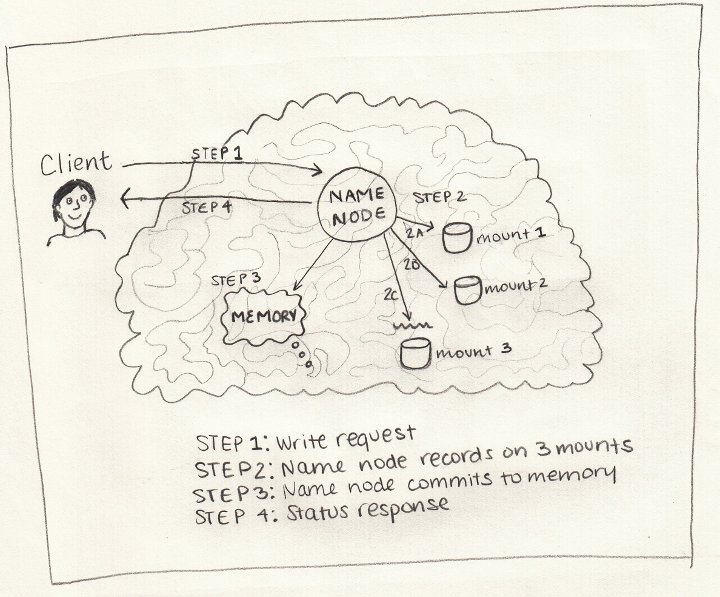 Client
STEP 1
STEP 4
NAME
NODE
STEP 2
2A
mount 1
2B
mount 2
2C
mount 3
STEP 3
MEMORY
STEP 1: Write request
STEP 2: Name node records on 3 mounts
STEP 3: Name node commits to memory
STEP 4: Status response